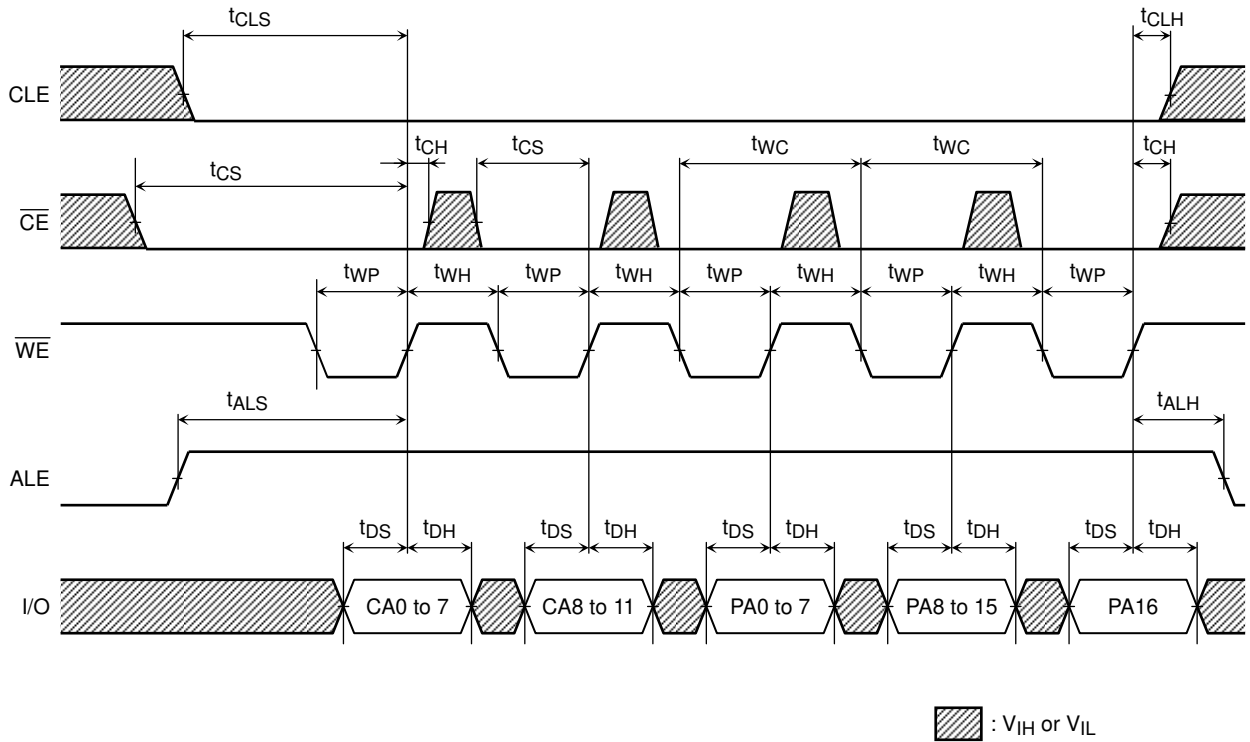 tCLS tCLH
CLE
tCH tCS tWC tWC tCH
tCS
CE
tWP tWH tWP tWH tWP tWH tWP tWH tWP
WE
tALS tALH
ALE
tDS tDH tDS tDH tDS tDH tDS tDH tDS tDH
I/O CA0 to 7 CA8 to 11 PA0 to 7 PA8 to 15 PA16
: VIH or VIL